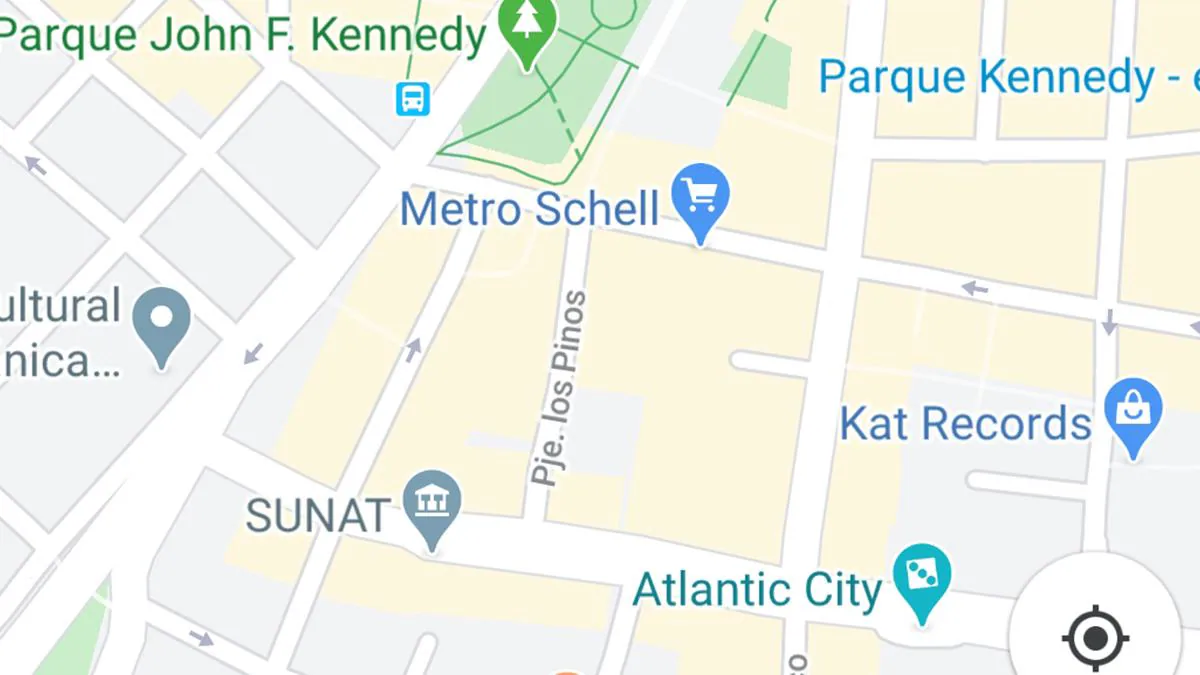 Parque John F. Kennedy
Parque Kennedy - e
Metro Schell
ultural
nica...
Pje. los Pinos
Kat Records
SUNAT
Atlantic City